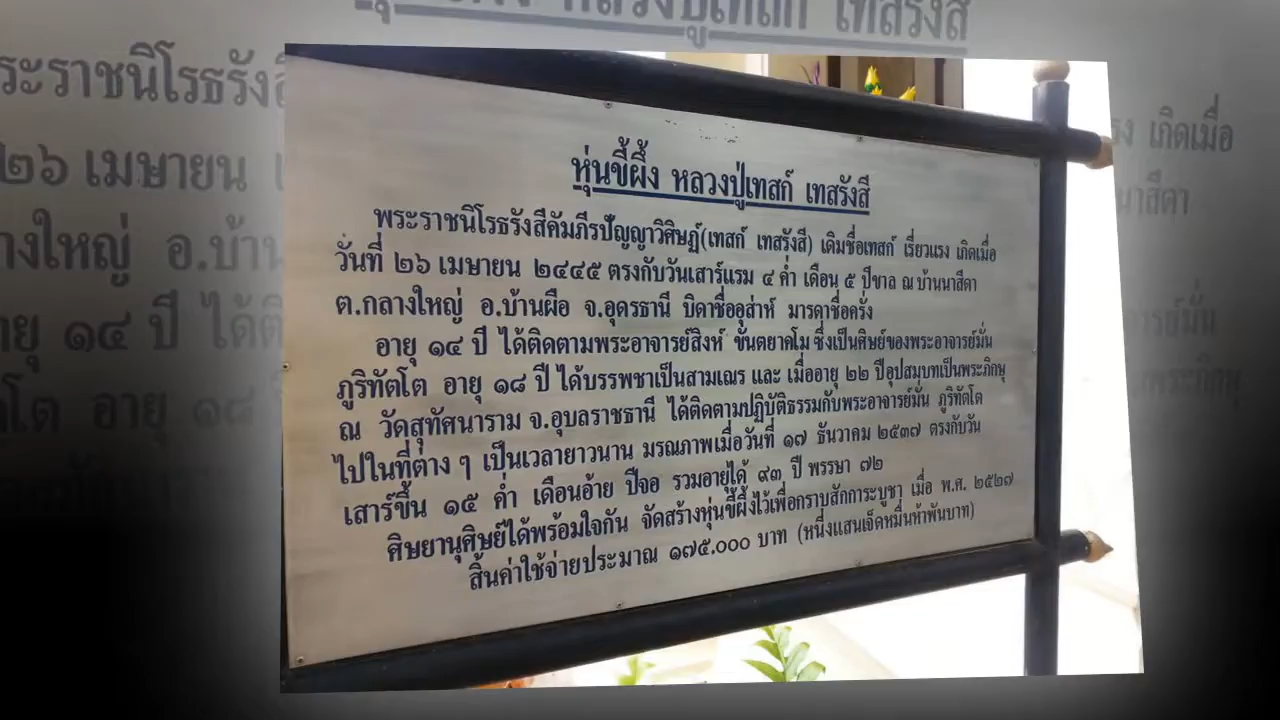 หุ่นขี้ผึ้ง หลวงปู่เทสก์ เทสรังสี
พระราชนิโรธรังสีคัมภีรปัญญาวิศิษฏ์(เทสก์ เทสรังสี) เดิมชื่อเทสก์ เรี่ยวแรง เกิดเมื่อ
วันที่ ๒๖ เมษายน ๒๔๔๕ ตรงกับวันเสาร์แรม ๔ ค่ำ เดือน ๕ ปีขาล ณ บ้านนาสีดา
ต.กลางใหญ่ อ.บ้านผือ จ.อุดรธานี บิดาชื่ออุส่าห์ มารดาชื่อครั่ง
อายุ ๑๔ ปี ได้ติดตามพระอาจารย์สิงห์ ขันตยาคโม ซึ่งเป็นศิษย์ของพระอาจารย์มั่น
ภูริทัตโต อายุ ๑๘ ปี ได้บรรพชาเป็นสามเณร และ เมื่ออายุ ๒๒ ปีอุปสมบทเป็นพระภิกษุ
ณ วัดสุทัศนาราม จ.อุบลราชธานี ได้ติดตามปฏิบัติธรรมกับพระอาจารย์มั่น ภูริทัตโต
ไปในที่ต่าง ๆ เป็นเวลายาวนาน มรณภาพเมื่อวันที่ ๑๗ ธันวาคม ๒๕๓๗ ตรงกับวัน
เสาร์ขึ้น ๑๕ ค่ำ เดือนอ้าย ปีจอ รวมอายุได้ ๙๓ ปี พรรษา ๗๒
ศิษยานุศิษย์ได้พร้อมใจกัน จัดสร้างหุ่นขี้ผึ้งไว้เพื่อกราบสักการะบูชา เมื่อ พ.ศ. ๒๕๒๗
สิ้นค่าใช้จ่ายประมาณ ๑๗๕.๐๐๐ บาท (หนึ่งแสนเจ็ดหมื่นห้าพันบาท)